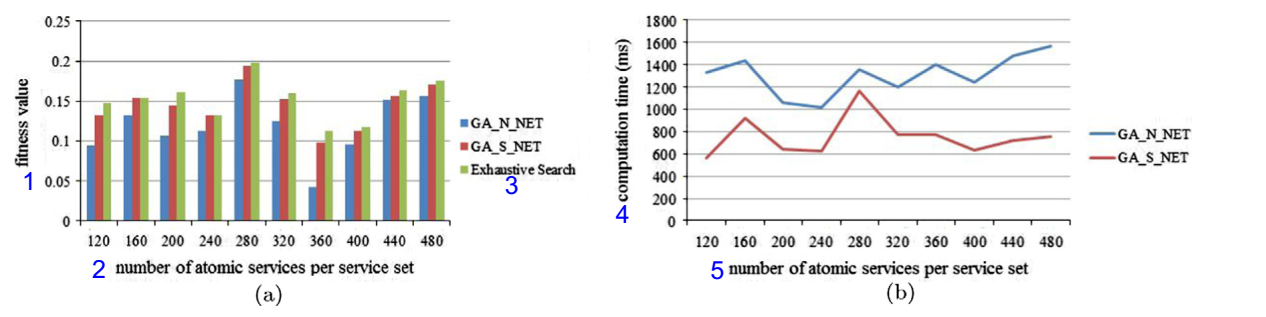 0.25
0.2
0.15
0.1
0.05
0
fitness value
1
120 160 200 240 280 320 360 400 440 480
2 number of atomic services per service set
GA_N_NET
GA_S_NET
Exhaustive Search
3
(a)
1800
1600
1400
1200
1000
800
600
400
200
0
computation time (ms)
4
120 160 200 240 280 320 360 400 440 480
5 number of atomic services per service set
GA_N_NET
GA_S_NET
(b)